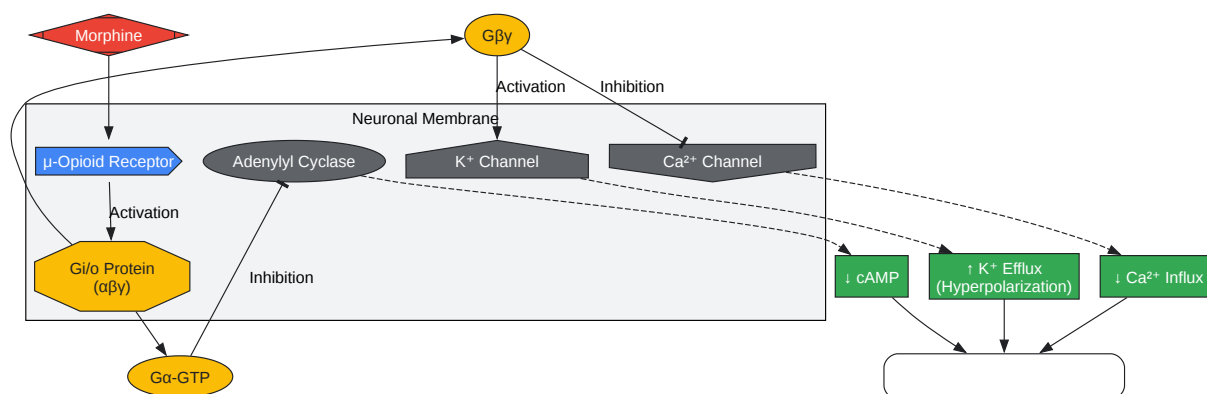 Morphine
Gβγ
Activation
Inhibition
Neuronal Membrane
μ-Opioid Receptor
Adenylyl Cyclase
K⁺ Channel
Ca²⁺ Channel
Activation
Gi/o Protein
(αβγ)
Inhibition
↓ cAMP
↑ K⁺ Efflux
(Hyperpolarization)
↓ Ca²⁺ Influx
Gα-GTP